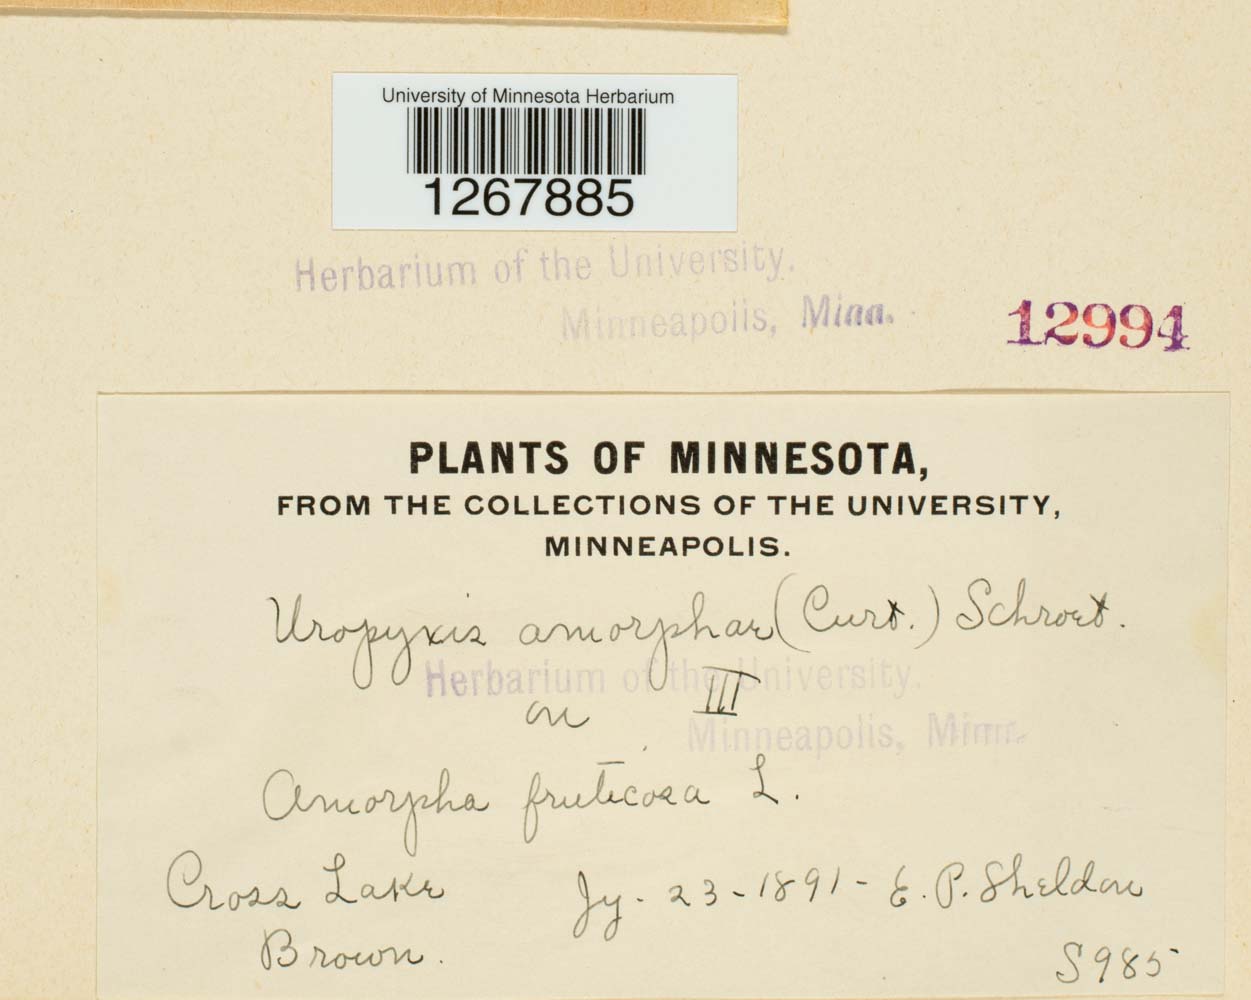 University of Minnesota Herbarium
1267885
Herbarium of the University.
Minneapolis, Minn.
12994
PLANTS OF MINNESOTA,
FROM THE COLLECTIONS OF THE UNIVERSITY,
MINNEAPOLIS.
Uropyxis amorphae (Curt.) Schroet.
Herbarium of the University.
on III
Minneapolis, Minn.
Amorpha fruticosa L.
Cross Lake Jy. 23-1891- E. P. Sheldon
Brown. S985